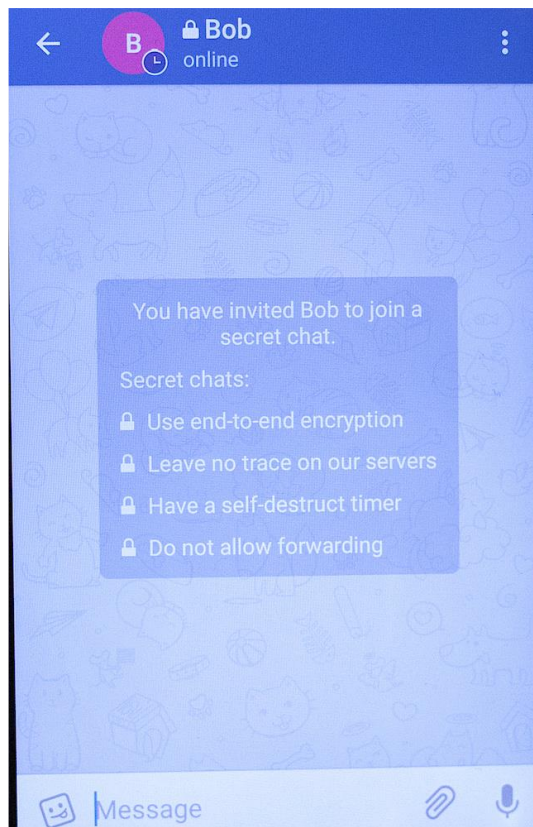 B
Bob
online
You have invited Bob to join a
secret chat.
Secret chats:
Use end-to-end encryption
Leave no trace on our servers
Have a self-destruct timer
Do not allow forwarding
Message